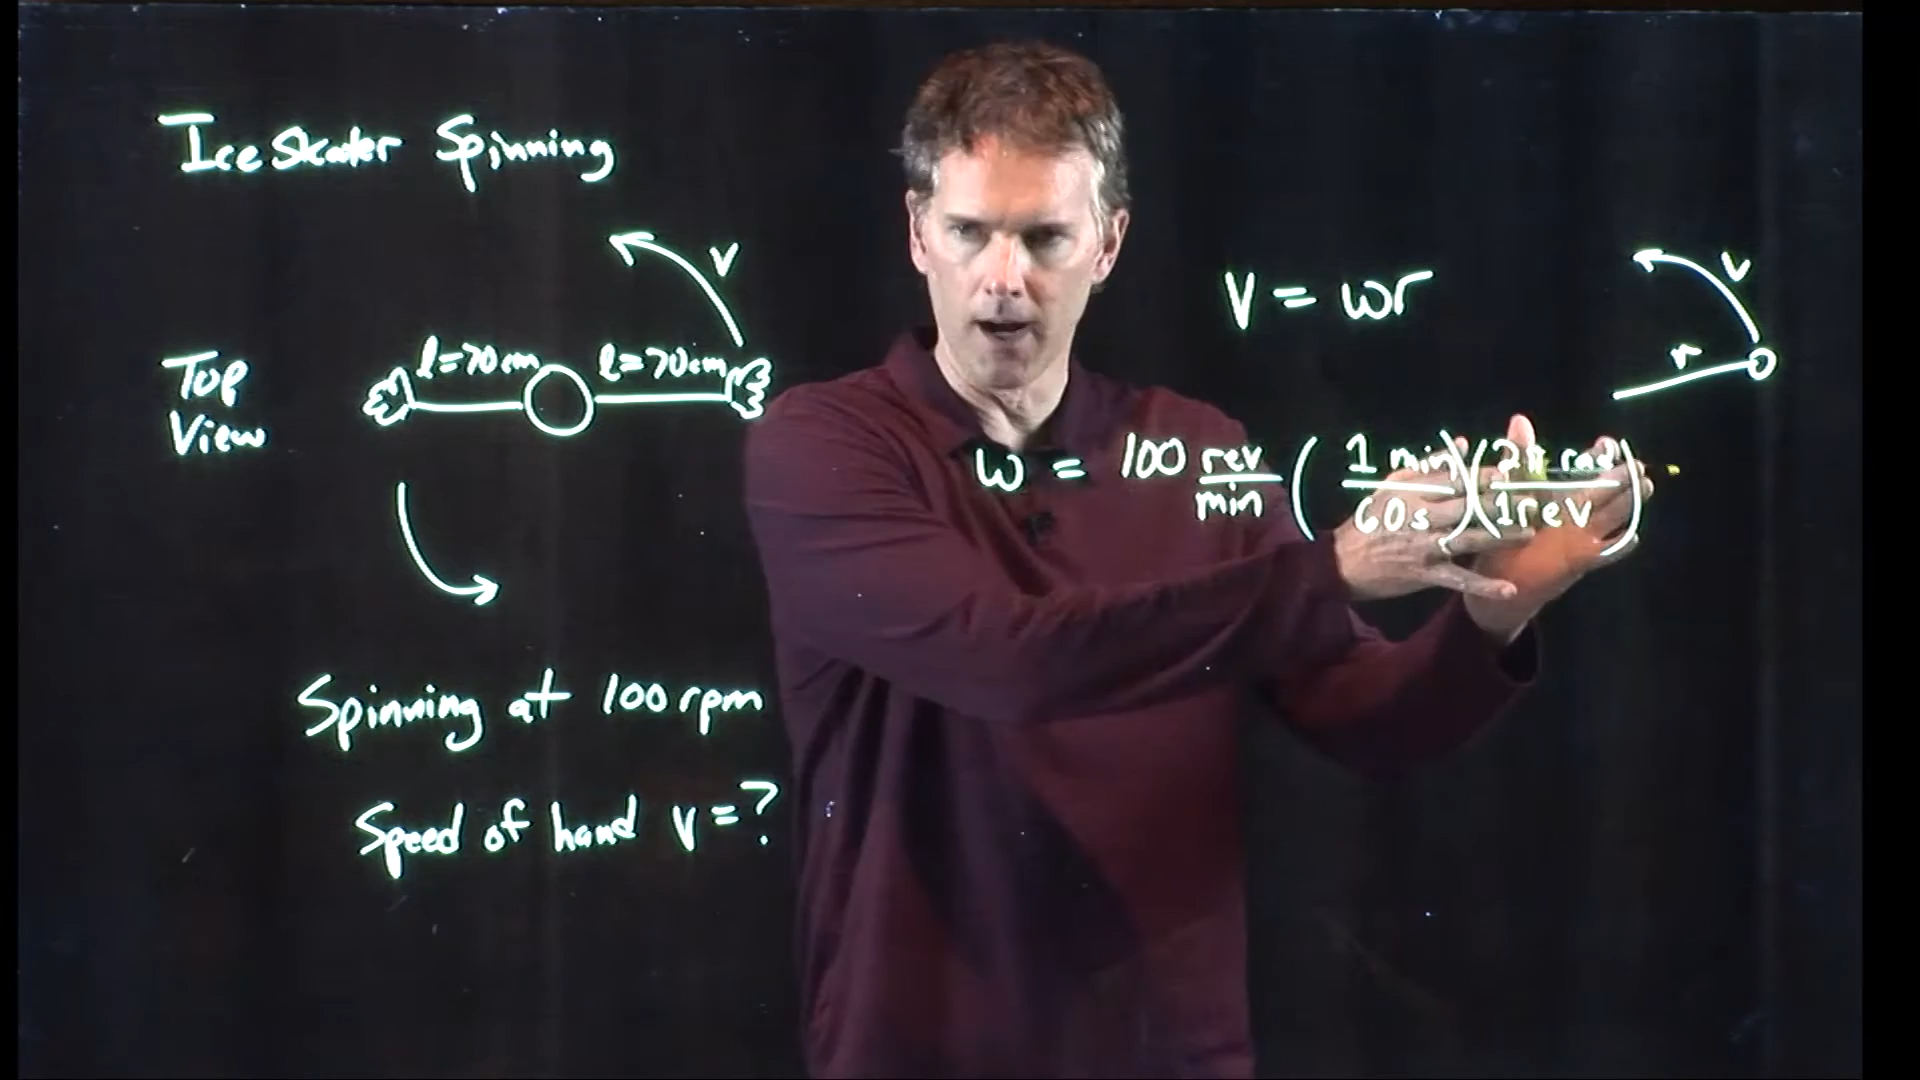 Ice Skater Spinning
v
l=70cm l=70cm
Top
View
Spinning at 100 rpm
Speed of hand v=?
v = ωr
v
r
ω = 100 rev/min (1 min/60s)(2π rad/1rev)